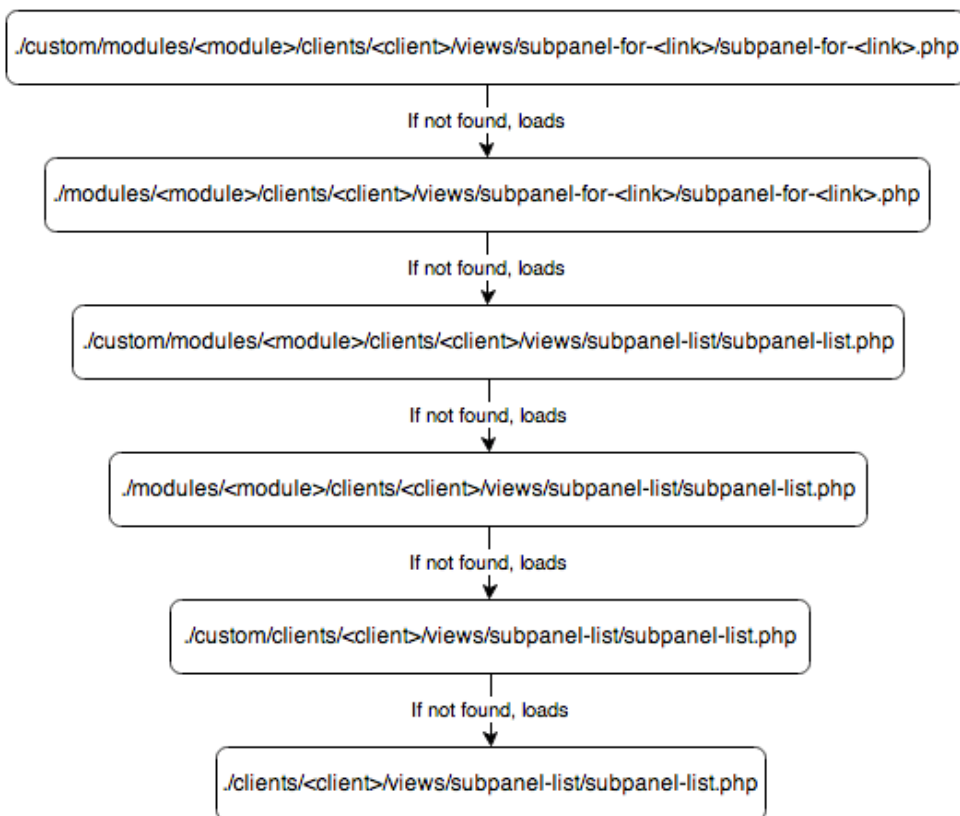 ./custom/modules/<module>/clients/<client>/views/subpanel-for-<link>/subpanel-for-<link>.php
If not found, loads
./modules/<module>/clients/<client>/views/subpanel-for-<link>/subpanel-for-<link>.php
If not found, loads
./custom/modules/<module>/clients/<client>/views/subpanel-list/subpanel-list.php
If not found, loads
./modules/<module>/clients/<client>/views/subpanel-list/subpanel-list.php
If not found, loads
./custom/clients/<client>/views/subpanel-list/subpanel-list.php
If not found, loads
./clients/<client>/views/subpanel-list/subpanel-list.php